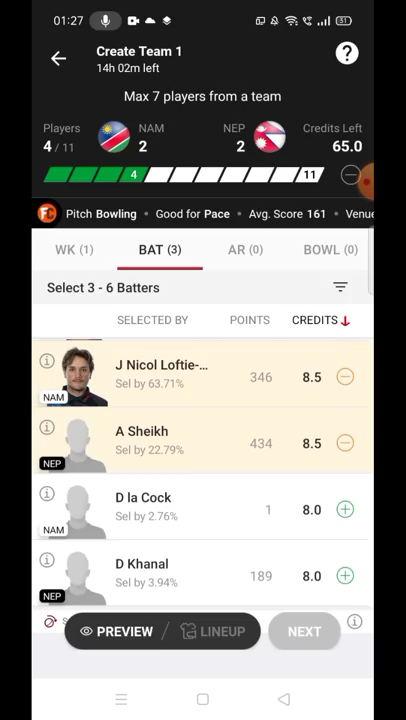 01:27
51
Create Team 1
14h 02m left
?
Max 7 players from a team
Players
4 / 11
NAM
2
NEP
2
Credits Left
65.0
4
11
FC Pitch Bowling • Good for Pace • Avg. Score 161 • Venue
WK (1)
BAT (3)
AR (0)
BOWL (0)
Select 3 - 6 Batters
SELECTED BY
POINTS
CREDITS
J Nicol Loftie-...
Sel by 63.71%
346
8.5
NAM
A Sheikh
Sel by 22.79%
434
8.5
NEP
D la Cock
Sel by 2.76%
1
8.0
NAM
D Khanal
Sel by 3.94%
189
8.0
NEP
PREVIEW / LINEUP
NEXT